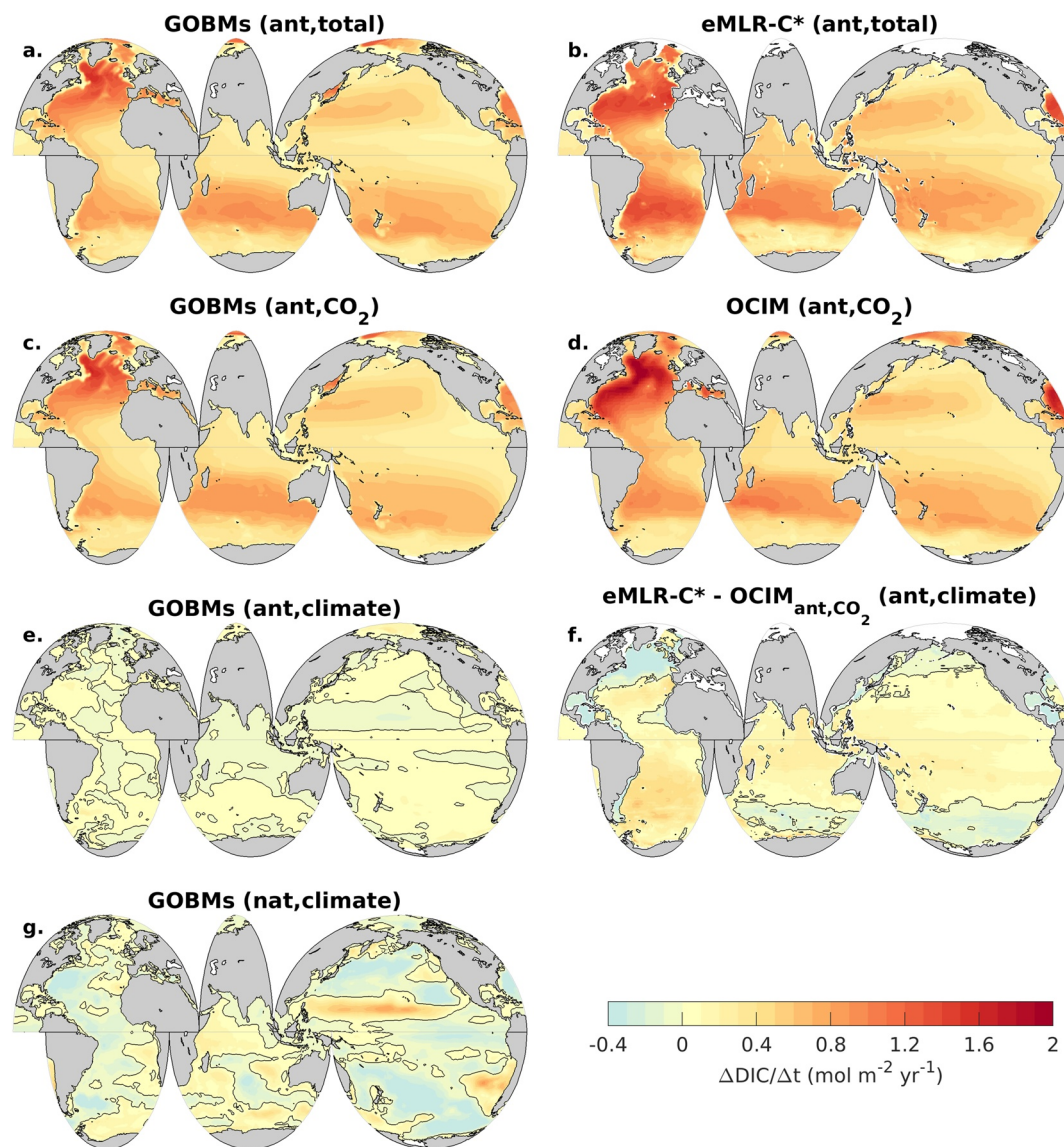 GOBMs (ant,total)
a.
eMLR-C* (ant,total)
b.
GOBMs (ant,CO₂)
c.
OCIM (ant,CO₂)
d.
GOBMs (ant,climate)
e.
eMLR-C* - OCIM_ant,CO₂ (ant,climate)
f.
GOBMs (nat,climate)
g.
-0.4 0 0.4 0.8 1.2 1.6 2
ΔDIC/Δt (mol m⁻² yr⁻¹)